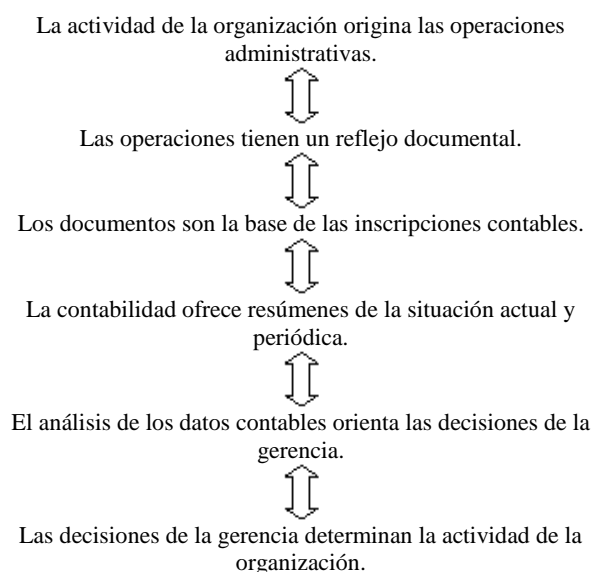 La actividad de la organización origina las operaciones
administrativas.
Las operaciones tienen un reflejo documental.
Los documentos son la base de las inscripciones contables.
La contabilidad ofrece resúmenes de la situación actual y
periódica.
El análisis de los datos contables orienta las decisiones de la
gerencia.
Las decisiones de la gerencia determinan la actividad de la
organización.